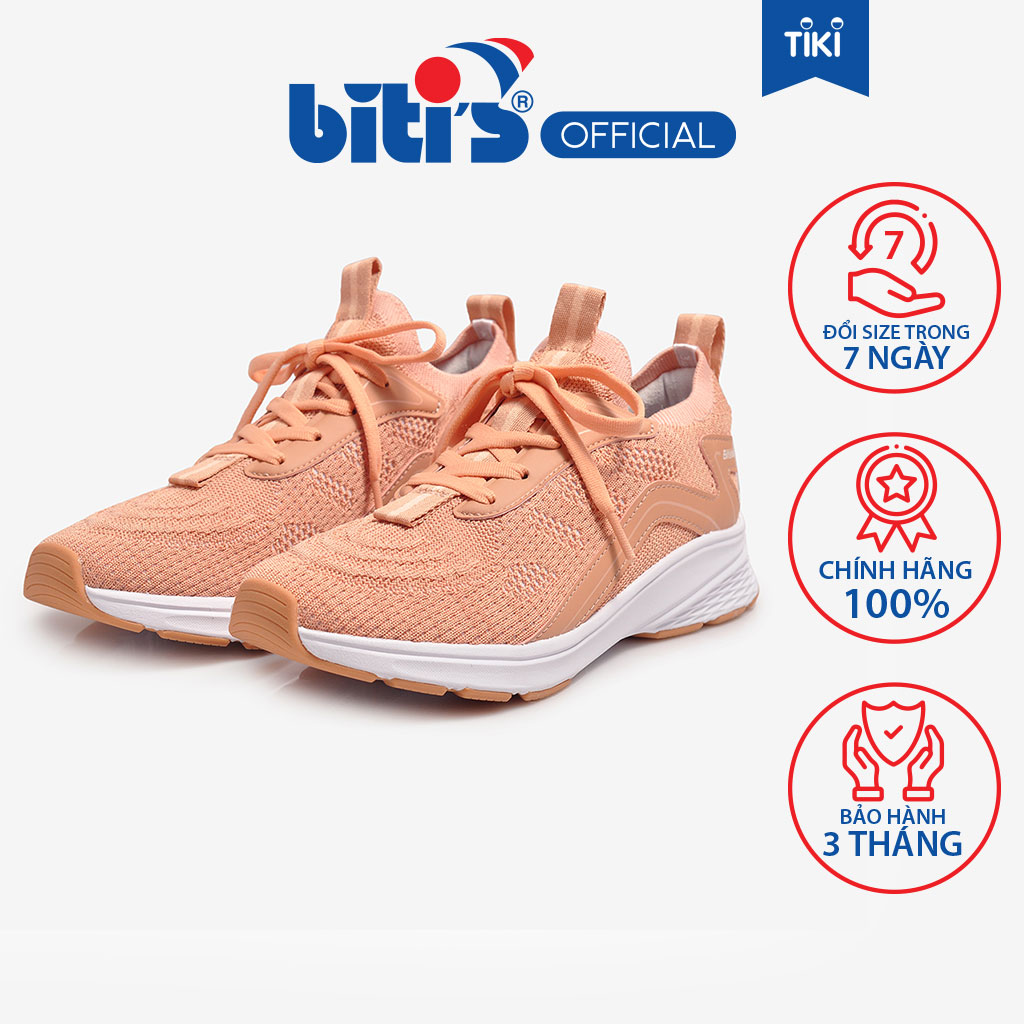 TiKi
biti's®
OFFICIAL
7
ĐỔI SIZE TRONG
7 NGÀY
CHÍNH HÃNG
100%
BẢO HÀNH
3 THÁNG